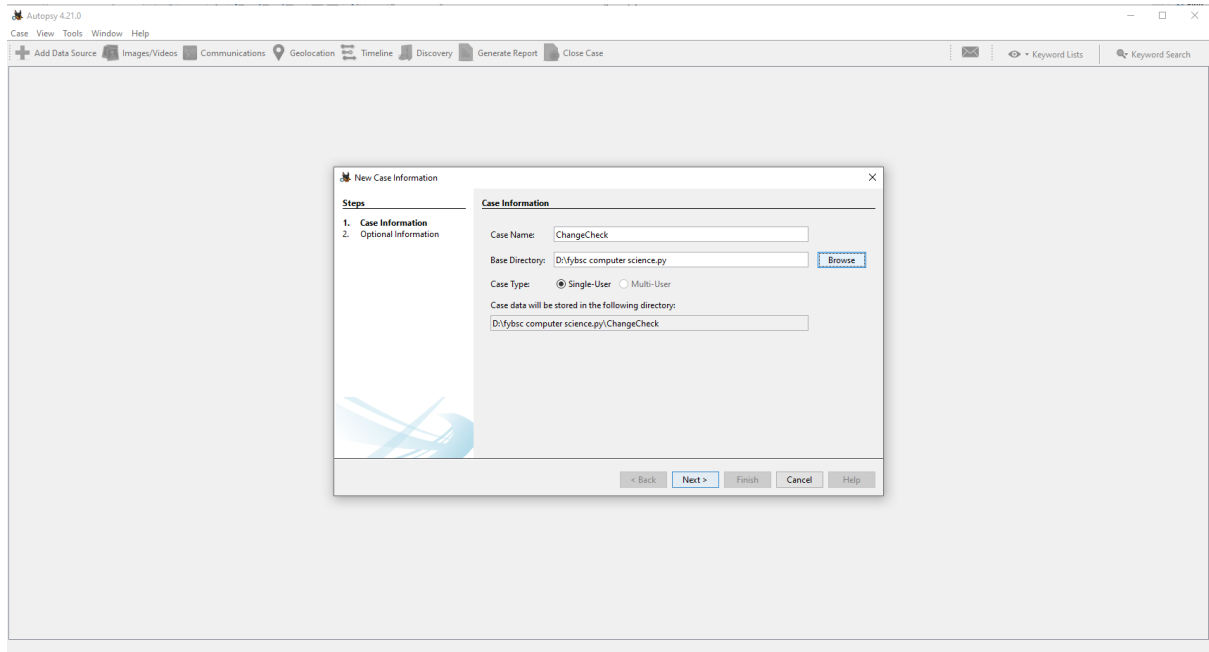 Autopsy 4.21.0
Case View Tools Window Help
Add Data Source Images/Videos Communications Geolocation Timeline Discovery Generate Report Close Case Keyword Lists Keyword Search
New Case Information
Steps
1. Case Information
2. Optional Information
Case Information
Case Name: ChangeCheck
Base Directory: D:\fybsc computer science.py Browse
Case Type: Single-User Multi-User
Case data will be stored in the following directory:
D:\fybsc computer science.py\ChangeCheck
< Back Next > Finish Cancel Help